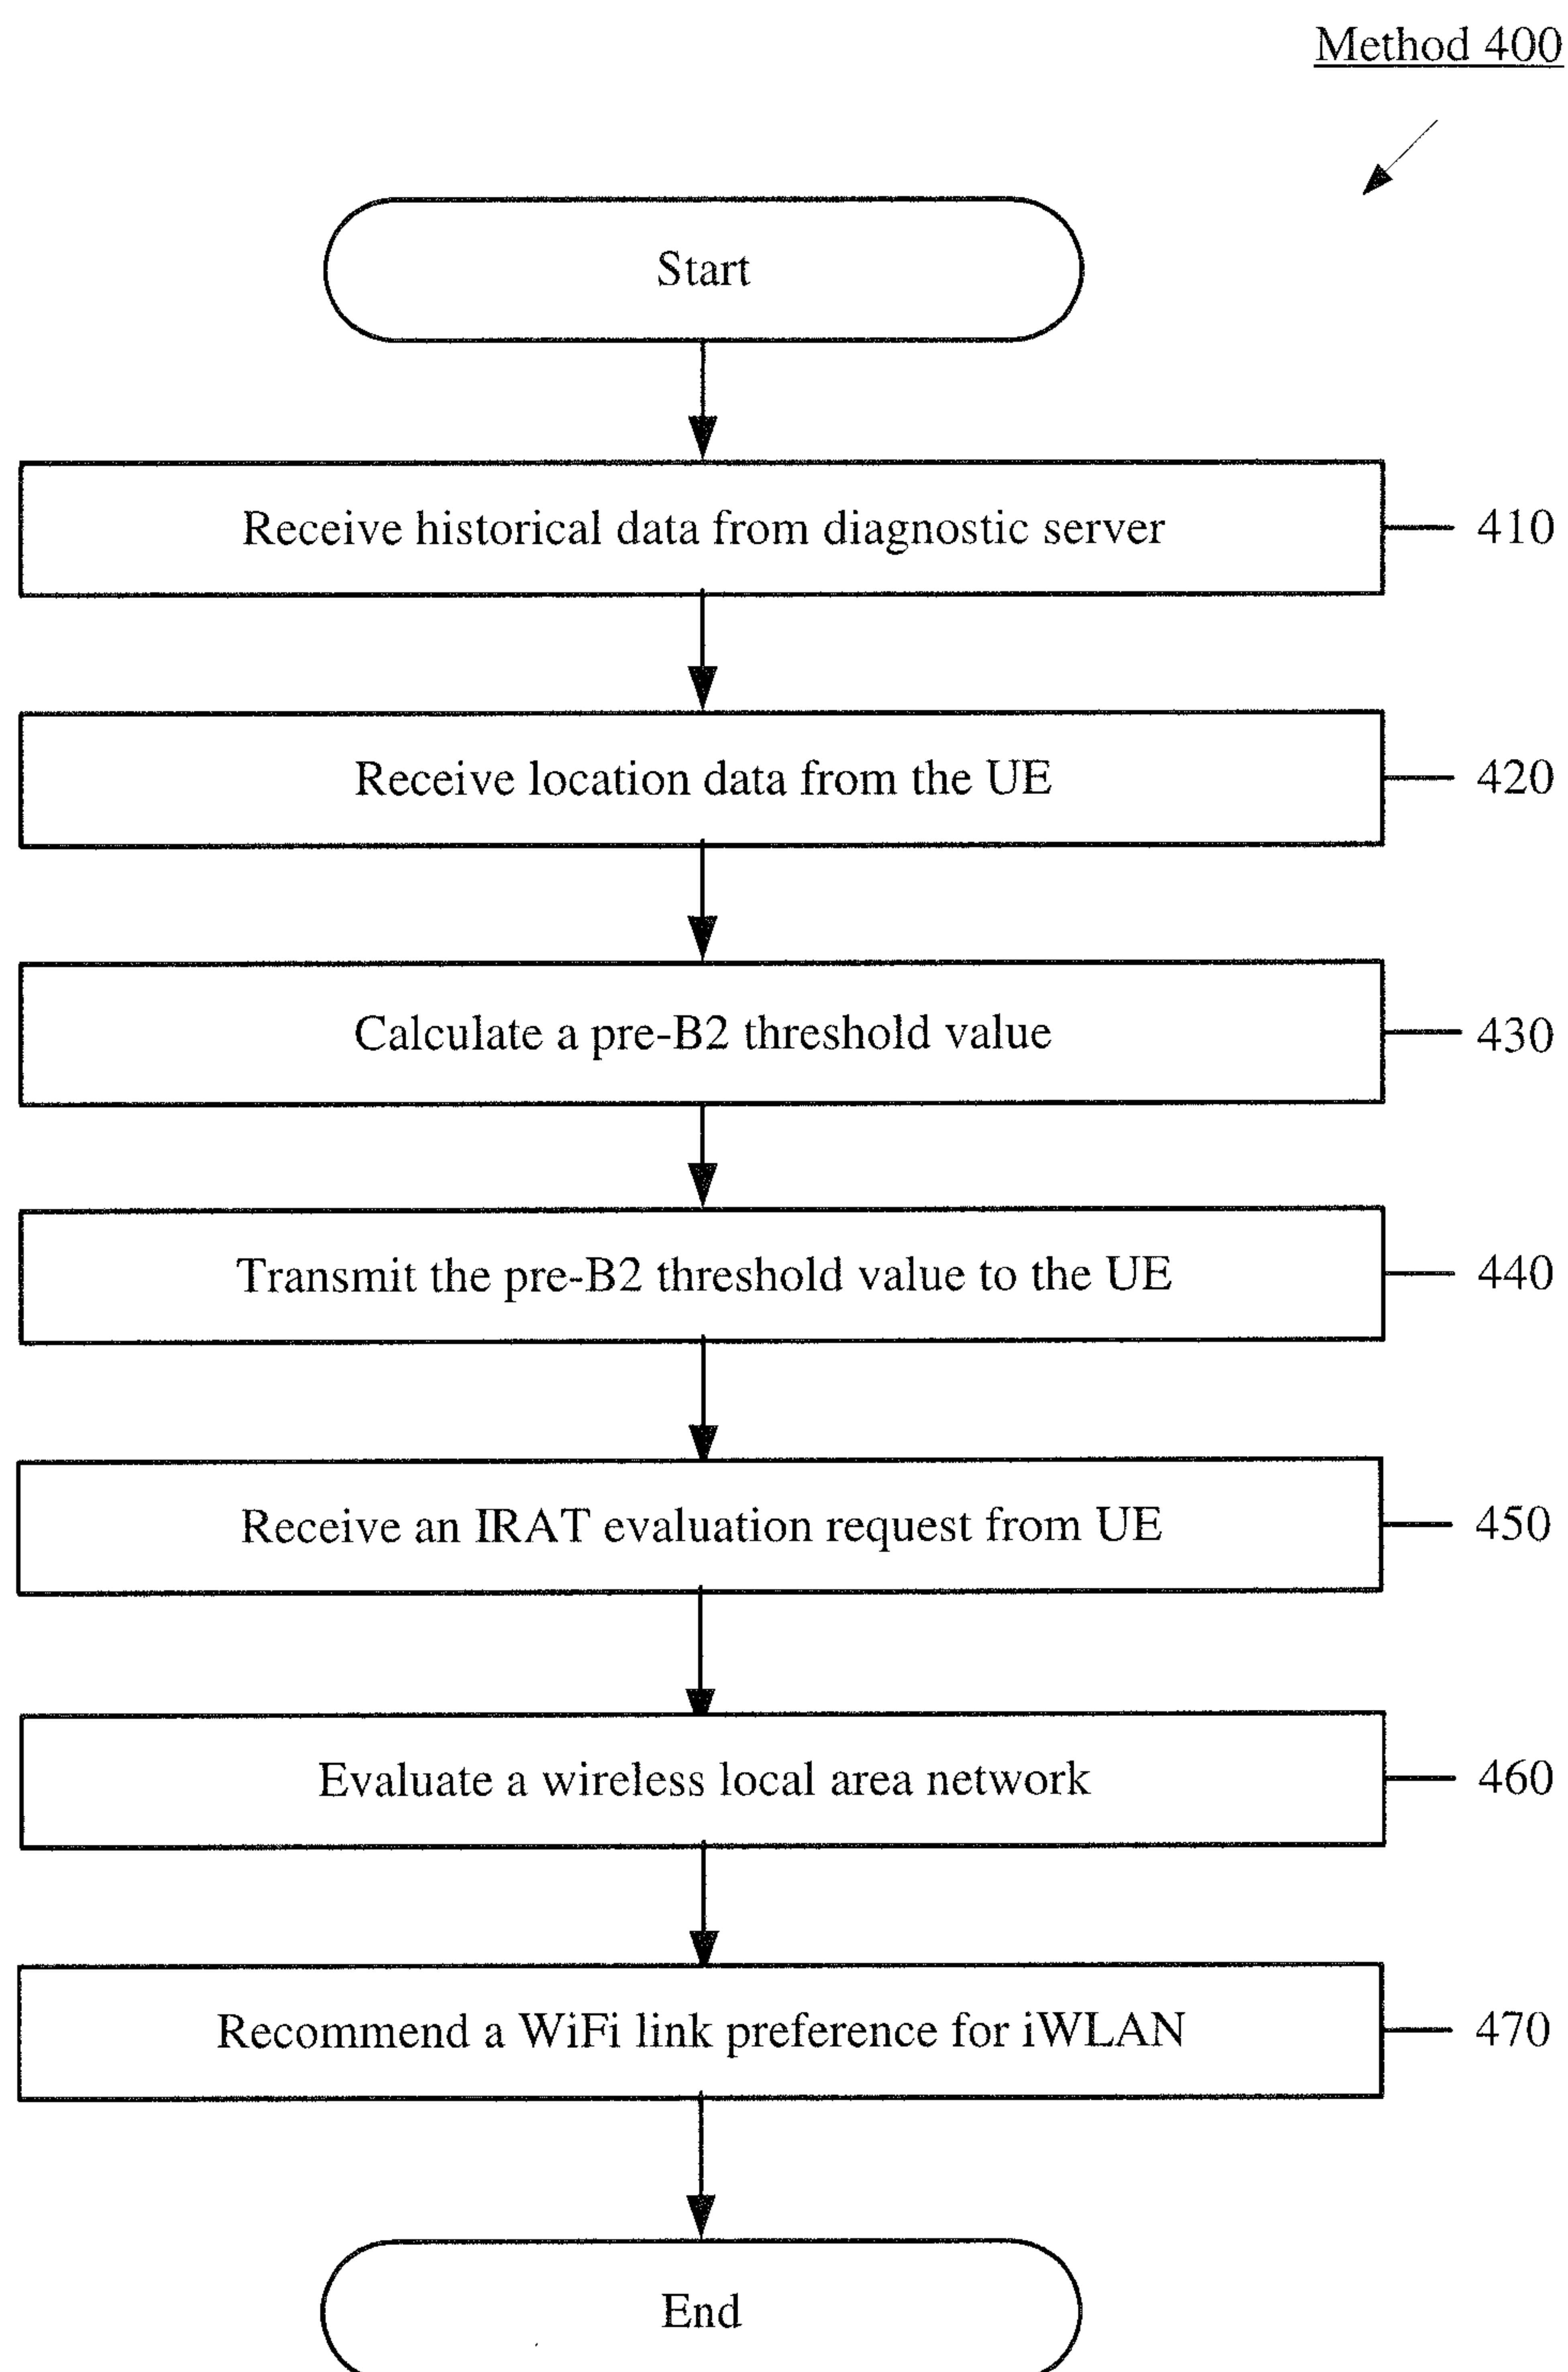 Method 400
Start
Receive historical data from diagnostic server
410
Receive location data from the UE
420
Calculate a pre-B2 threshold value
430
Transmit the pre-B2 threshold value to the UE
440
Receive an IRAT evaluation request from UE
450
Evaluate a wireless local area network
460
Recommend a WiFi link preference for iWLAN
470
End